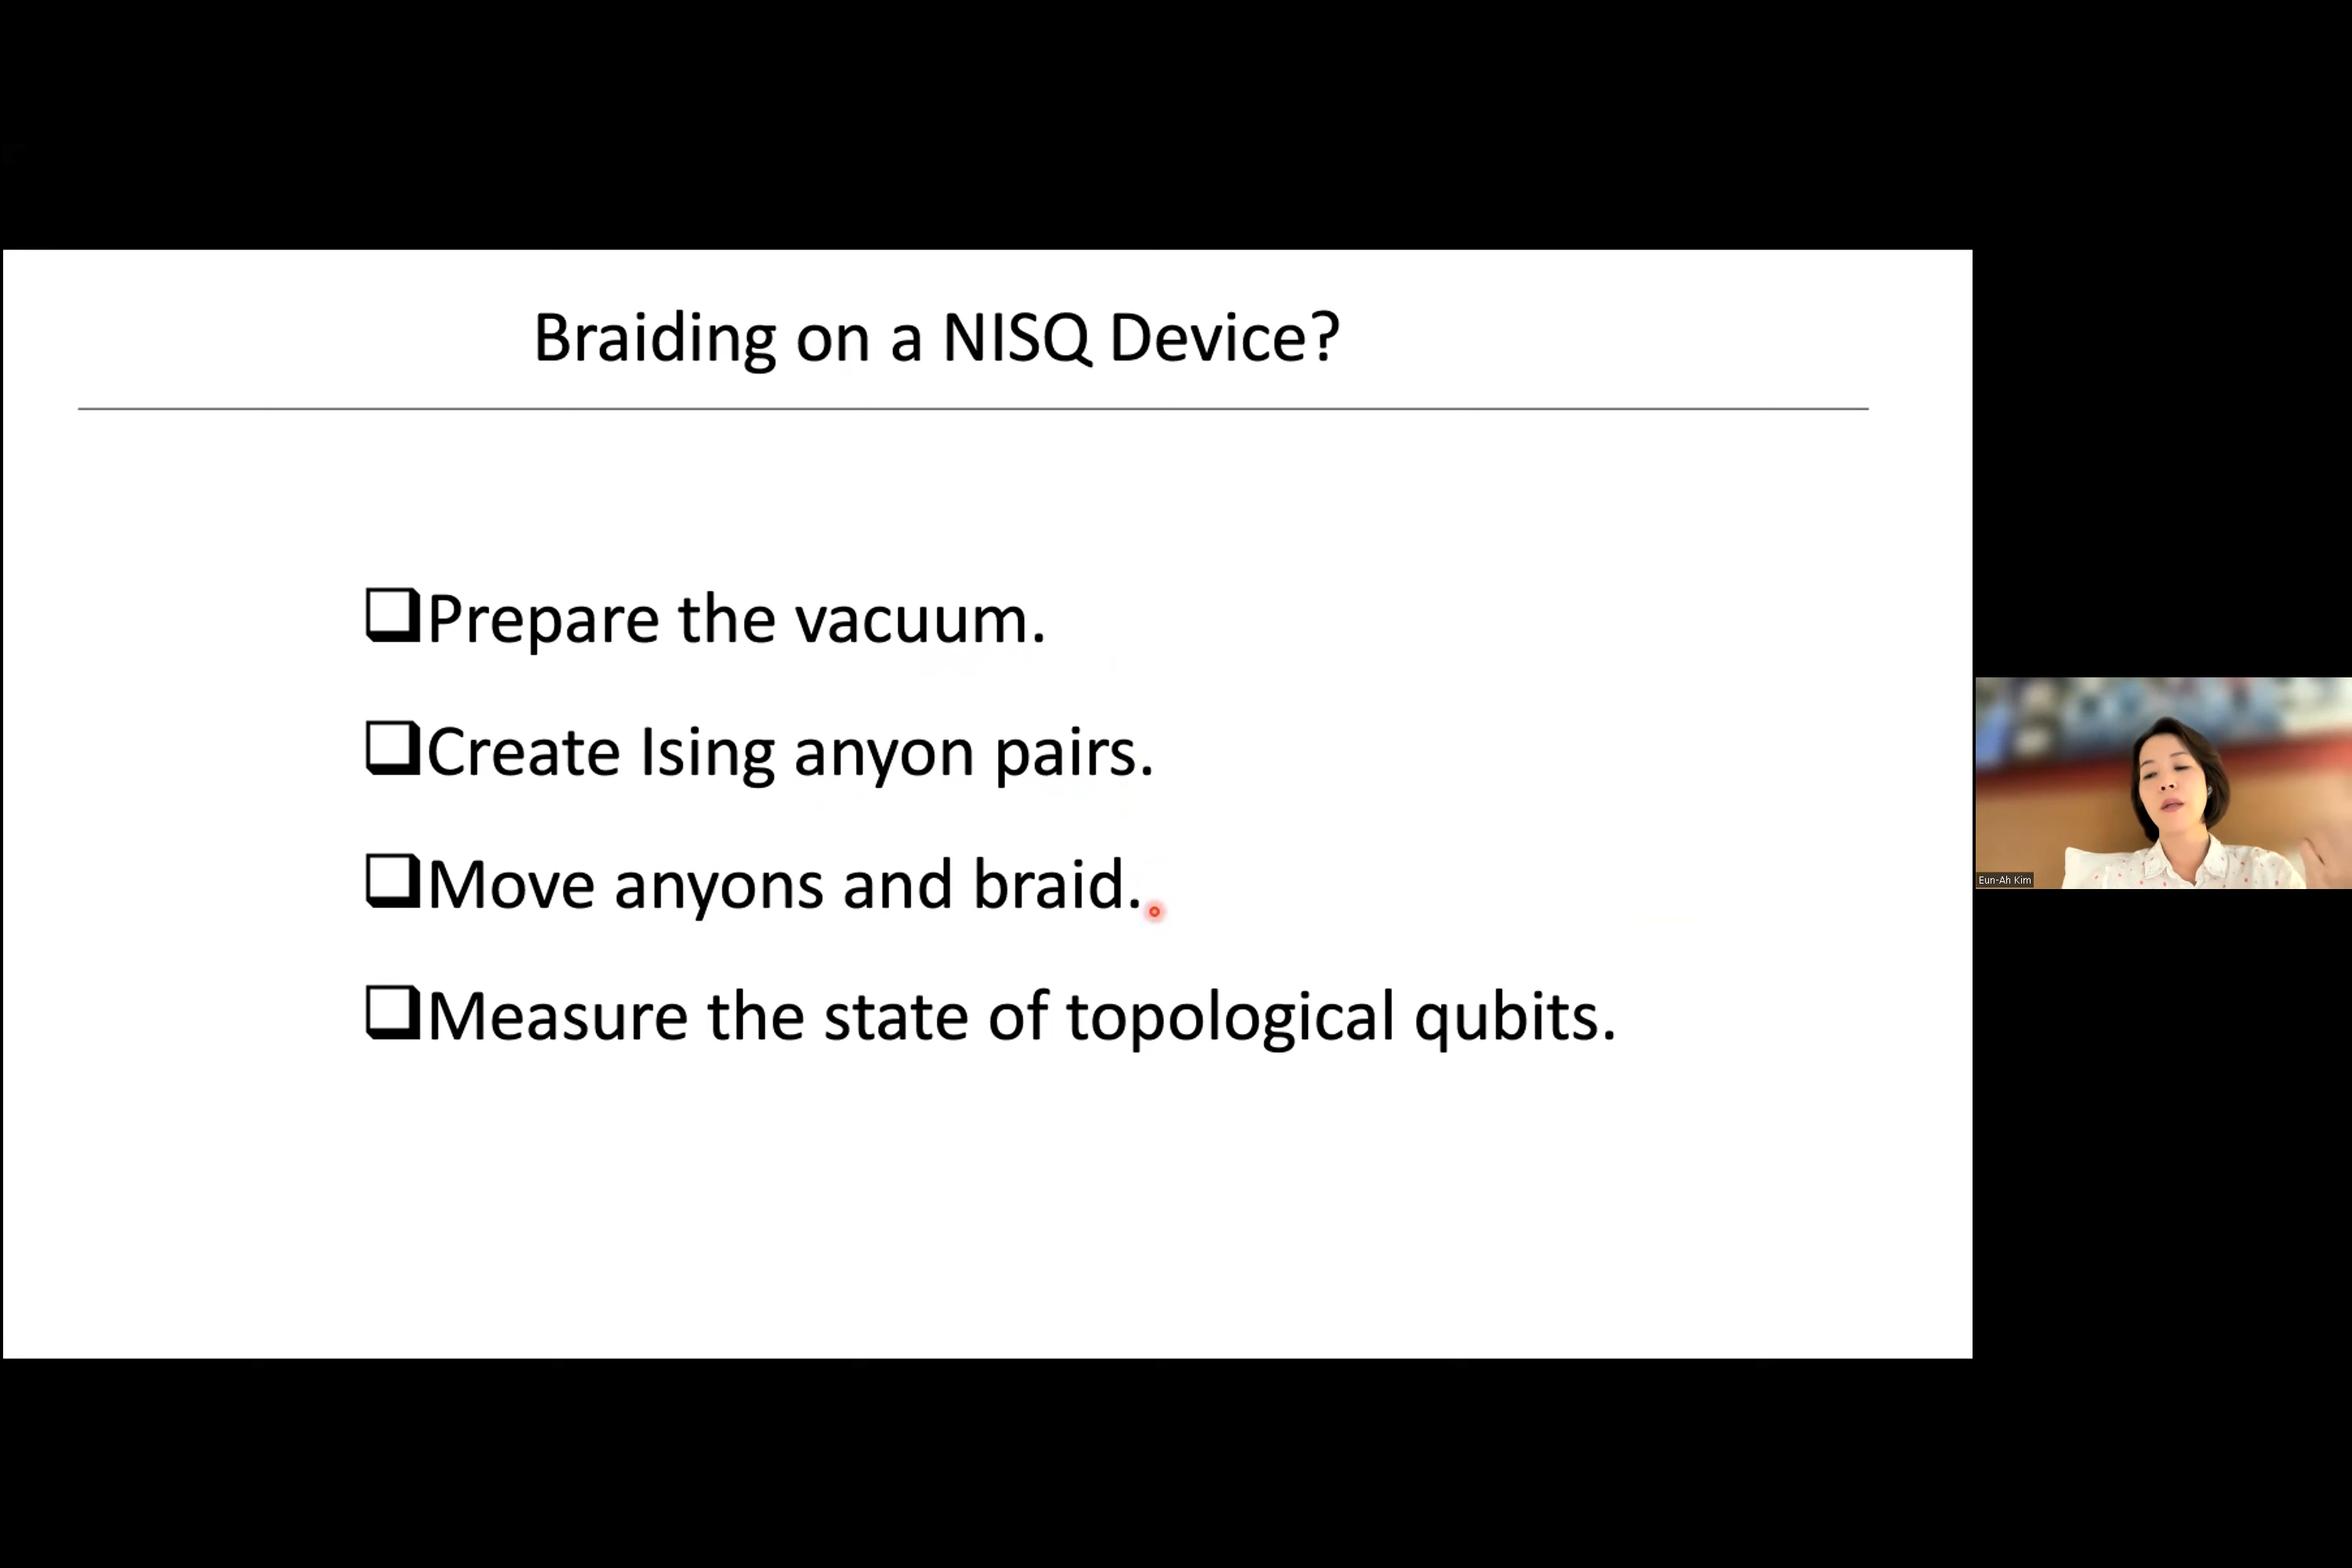 Braiding on a NISQ Device?
❑Prepare the vacuum.
❑Create Ising anyon pairs.
❑Move anyons and braid.
❑Measure the state of topological qubits.
Eun-Ah Kim